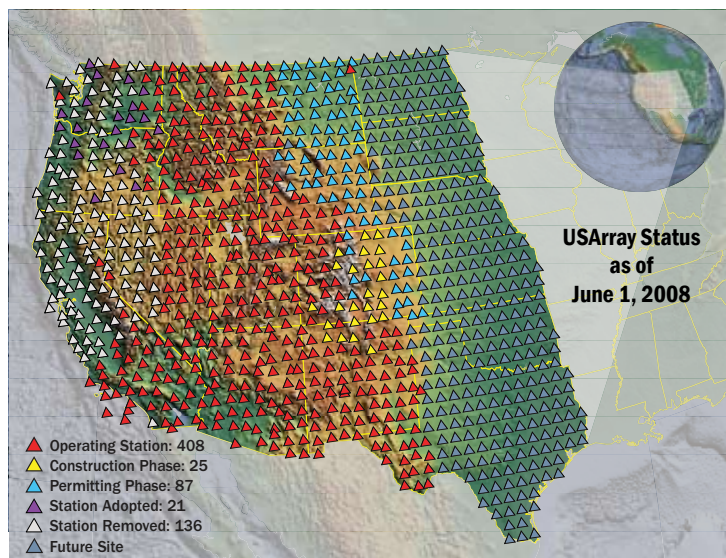 USArray Status
as of
June 1, 2008
Operating Station: 408
Construction Phase: 25
Permitting Phase: 87
Station Adopted: 21
Station Removed: 136
Future Site